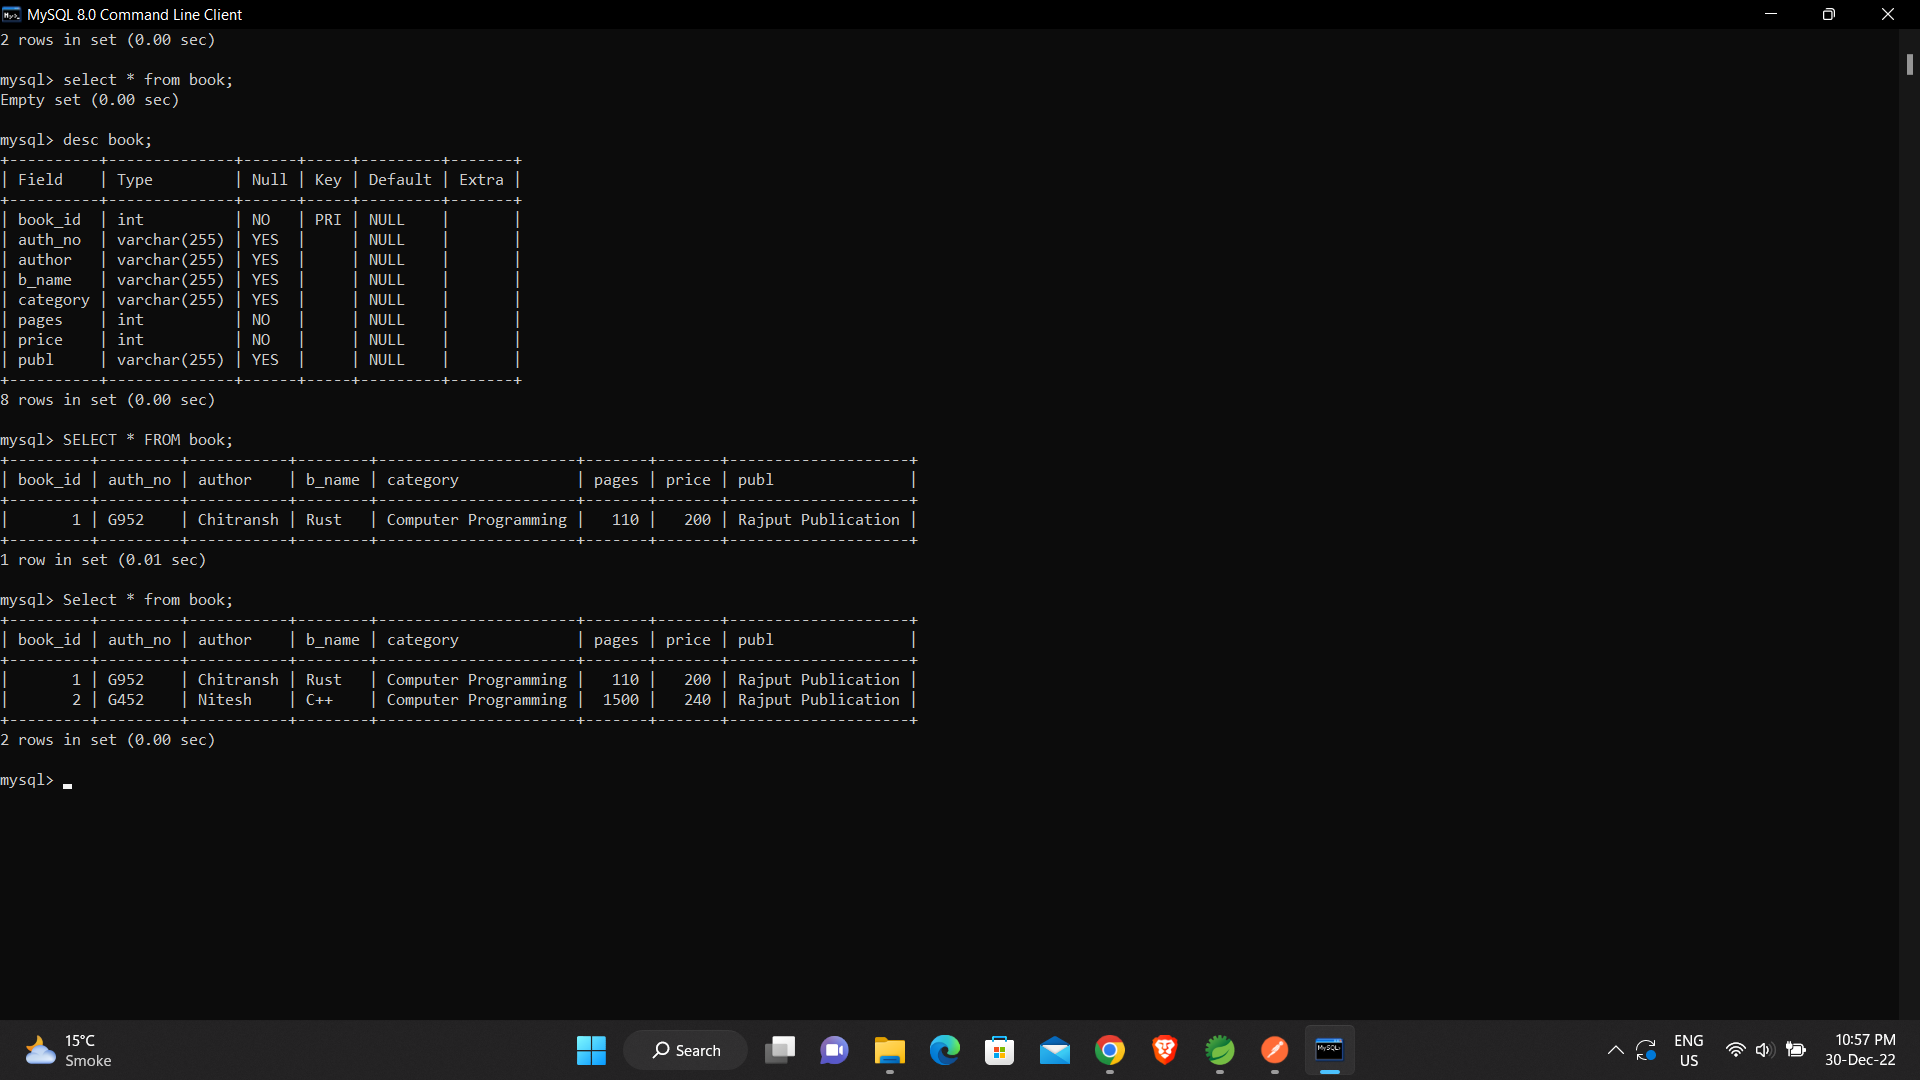 MySQL 8.0 Command Line Client
2 rows in set (0.00 sec)
mysql> select * from book;
Empty set (0.00 sec)
mysql> desc book;
+----------+--------------+------+-----+---------+-------+
| Field    | Type         | Null | Key | Default | Extra |
+----------+--------------+------+-----+---------+-------+
| book_id  | int          | NO   | PRI | NULL    |       |
| auth_no  | varchar(255) | YES  |     | NULL    |       |
| author   | varchar(255) | YES  |     | NULL    |       |
| b_name   | varchar(255) | YES  |     | NULL    |       |
| category | varchar(255) | YES  |     | NULL    |       |
| pages    | int          | NO   |     | NULL    |       |
| price    | int          | NO   |     | NULL    |       |
| publ     | varchar(255) | YES  |     | NULL    |       |
+----------+--------------+------+-----+---------+-------+
8 rows in set (0.00 sec)
mysql> SELECT * FROM book;
+---------+---------+-----------+--------+----------------------+-------+-------+--------------------+
| book_id | auth_no | author    | b_name | category             | pages | price | publ               |
+---------+---------+-----------+--------+----------------------+-------+-------+--------------------+
|       1 | G952    | Chitransh | Rust   | Computer Programming |   110 |   200 | Rajput Publication |
+---------+---------+-----------+--------+----------------------+-------+-------+--------------------+
1 row in set (0.01 sec)
mysql> Select * from book;
+---------+---------+-----------+--------+----------------------+-------+-------+--------------------+
| book_id | auth_no | author    | b_name | category             | pages | price | publ               |
+---------+---------+-----------+--------+----------------------+-------+-------+--------------------+
|       1 | G952    | Chitransh | Rust   | Computer Programming |   110 |   200 | Rajput Publication |
|       2 | G452    | Nitesh    | C++    | Computer Programming |  1500 |   240 | Rajput Publication |
+---------+---------+-----------+--------+----------------------+-------+-------+--------------------+
2 rows in set (0.00 sec)
mysql>
15°C
Smoke
Search
ENG
US
10:57 PM
30-Dec-22